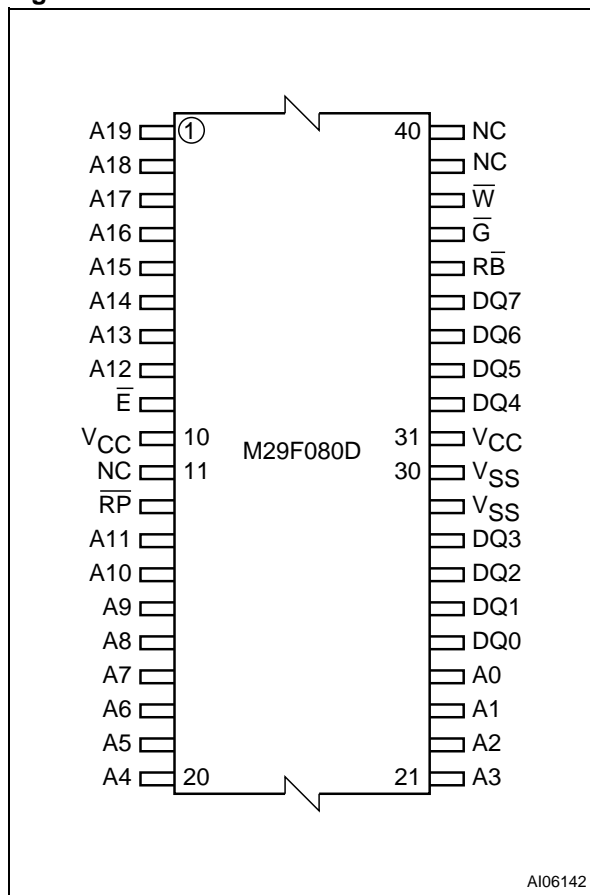 A19 1 40 NC
A18 NC
A17 W̅
A16 G̅
A15 RB̅
A14 DQ7
A13 DQ6
A12 DQ5
E̅ DQ4
VCC 10 M29F080D 31 VCC
NC 11 30 VSS
R̅P̅ VSS
A11 DQ3
A10 DQ2
A9 DQ1
A8 DQ0
A7 A0
A6 A1
A5 A2
A4 20 21 A3
AI06142